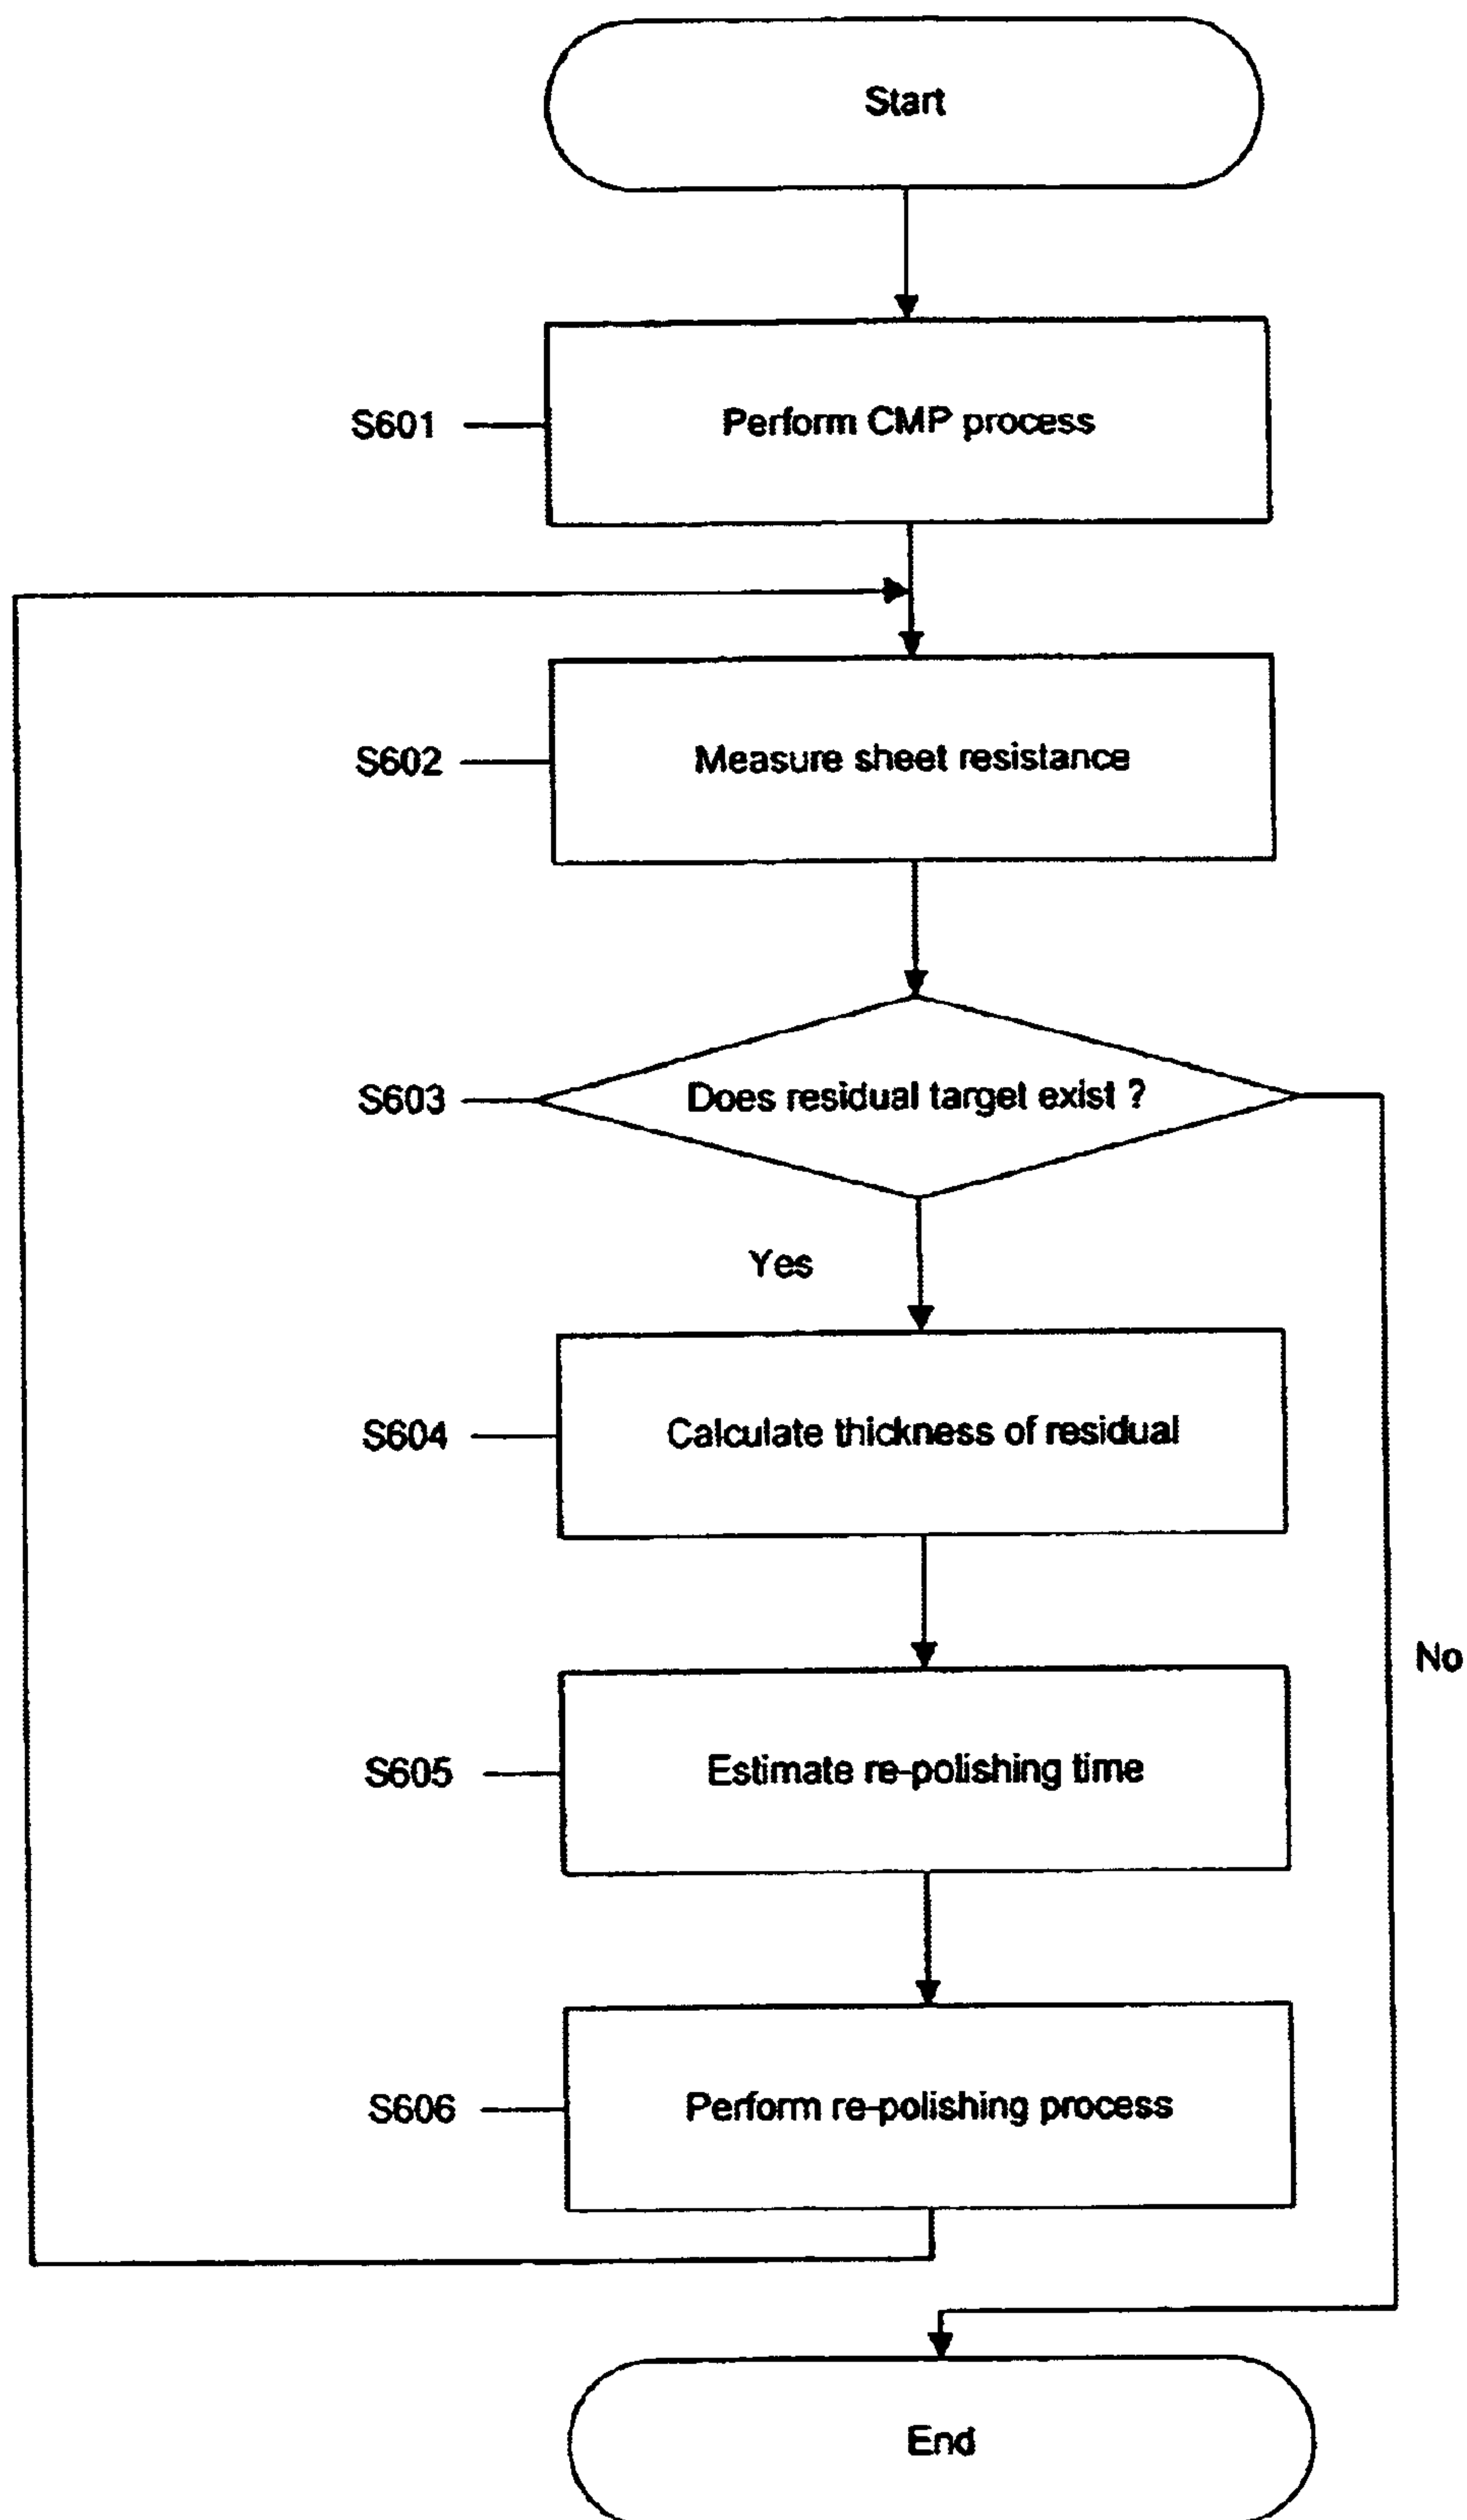 Start
S601
Perform CMP process
S602
Measure sheet resistance
S603
Does residual target exist ?
Yes
S604
Calculate thickness of residual
No
S605
Estimate re-polishing time
S606
Perform re-polishing process
End